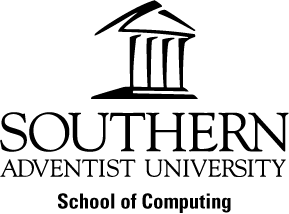 SOUTHERN
ADVENTIST UNIVERSITY
School of Computing